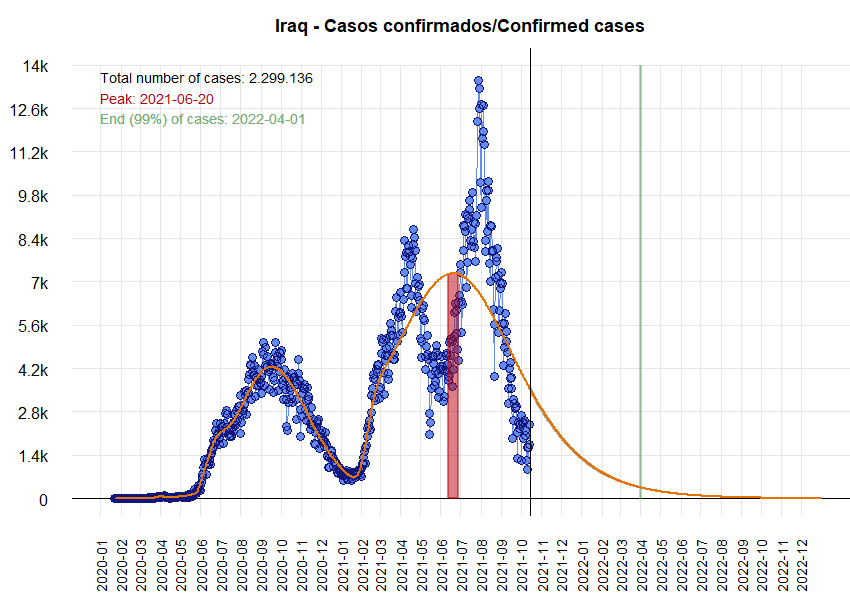 Iraq - Casos confirmados/Confirmed cases
14k
12.6k
11.2k
9.8k
8.4k
7k
5.6k
4.2k
2.8k
1.4k
0
Total number of cases: 2.299.136
Peak: 2021-06-20
End (99%) of cases: 2022-04-01
2020-01
2020-02
2020-03
2020-04
2020-05
2020-06
2020-07
2020-08
2020-09
2020-10
2020-11
2020-12
2021-01
2021-02
2021-03
2021-04
2021-05
2021-06
2021-07
2021-08
2021-09
2021-10
2021-11
2021-12
2022-01
2022-02
2022-03
2022-04
2022-05
2022-06
2022-07
2022-08
2022-09
2022-10
2022-11
2022-12